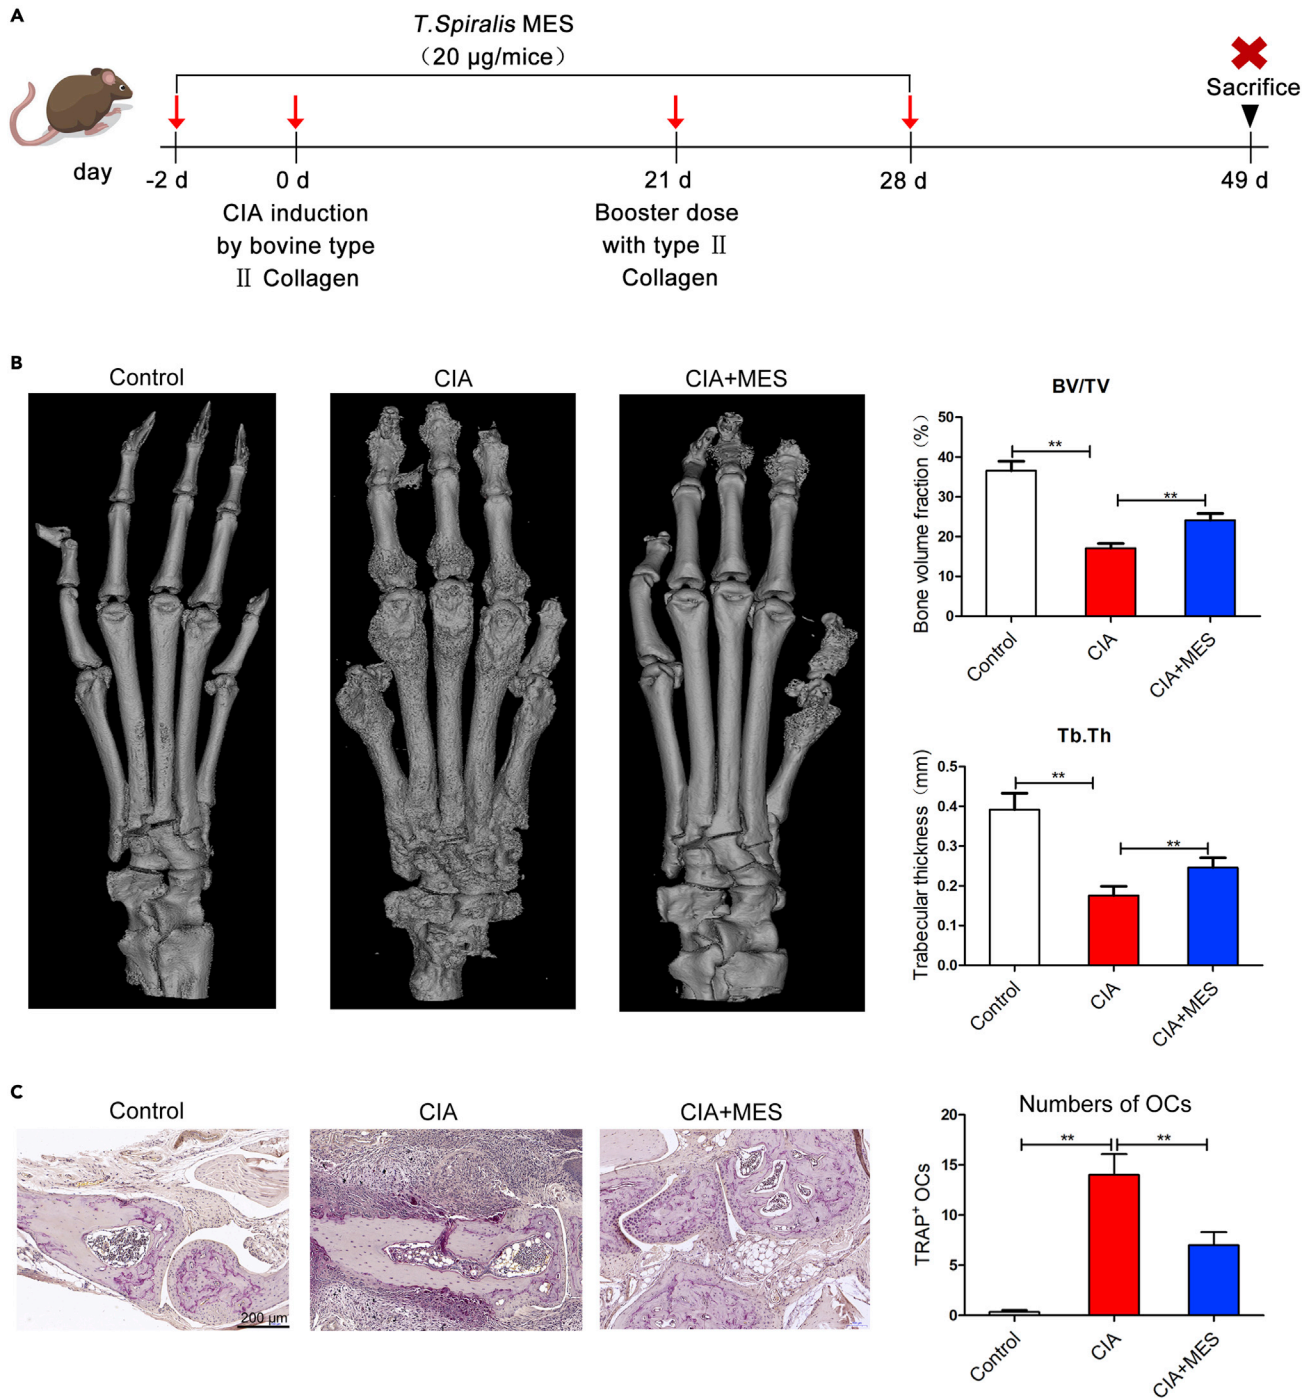 A
T.Spiralis MES
（20 μg/mice）
Sacrifice
day
-2 d
0 d
21 d
28 d
49 d
CIA induction
by bovine type
Ⅱ Collagen
Booster dose
with type Ⅱ
Collagen
B
Control
CIA
CIA+MES
BV/TV
Bone volume fraction（%）
50
40
30
20
10
0
**
**
Control
CIA
CIA+MES
Tb.Th
Trabecular thickness（mm）
0.5
0.4
0.3
0.2
0.1
0.0
**
**
Control
CIA
CIA+MES
C
Control
CIA
CIA+MES
200 μm
Numbers of OCs
TRAP+ OCs
20
15
10
5
0
**
**
Control
CIA
CIA+MES